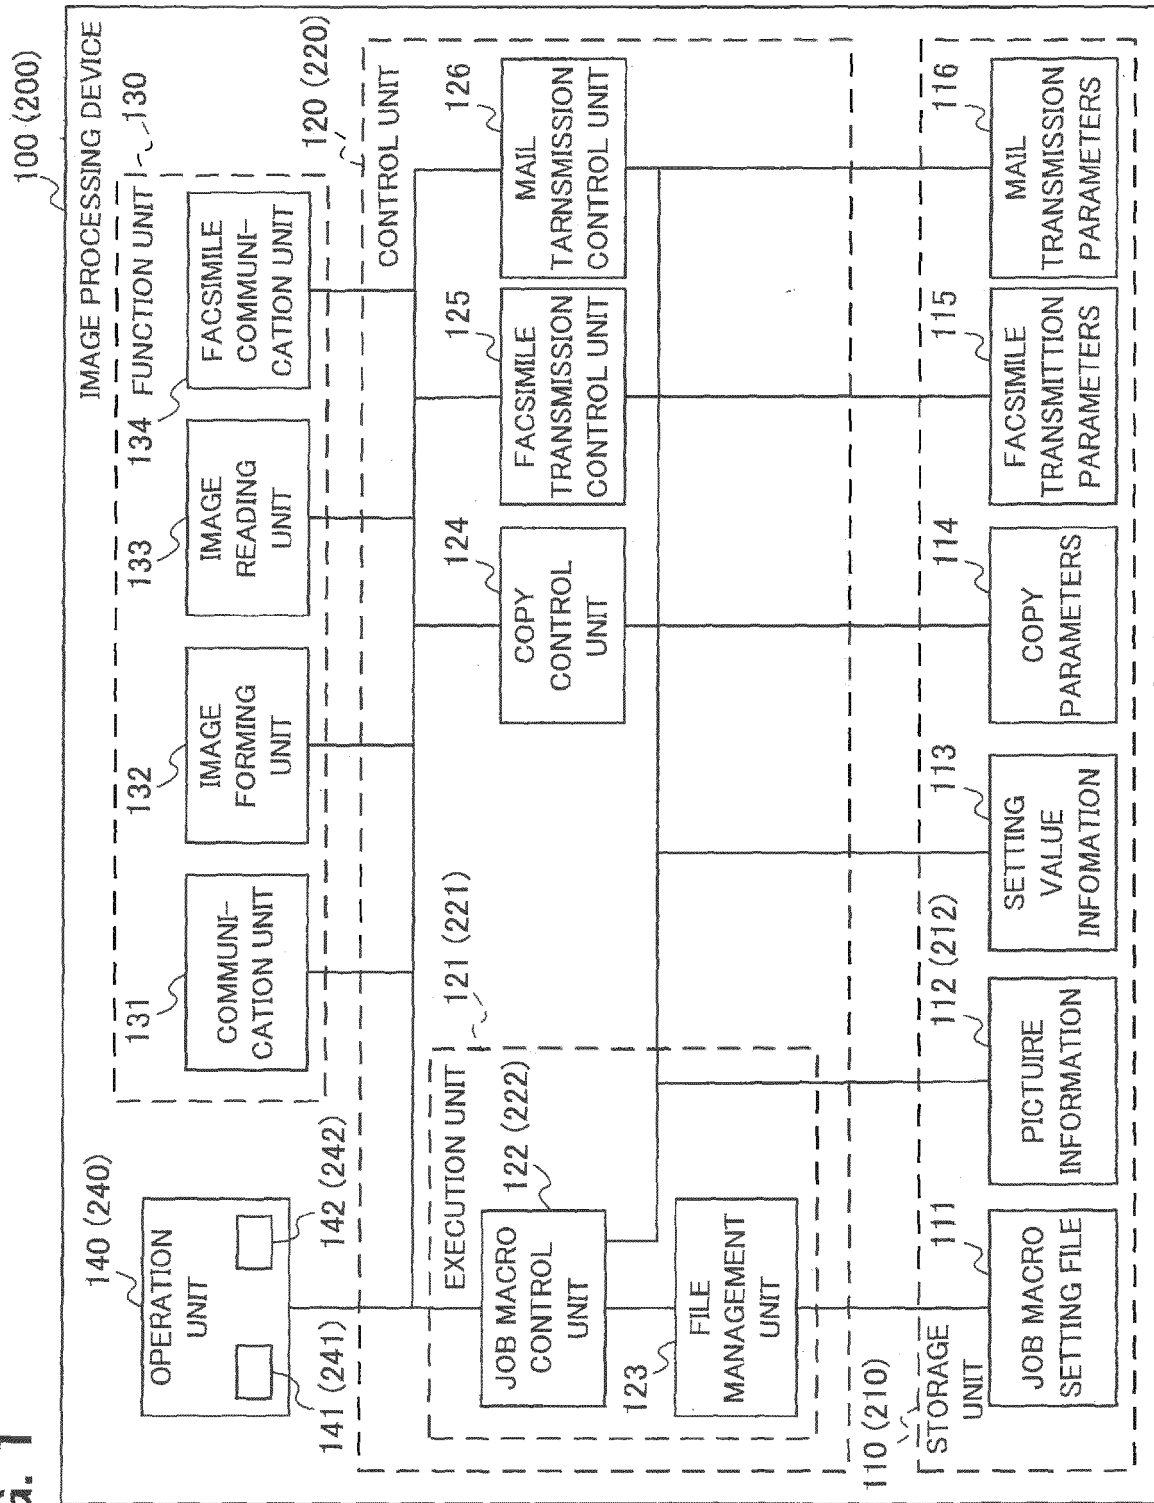 100 (200)
IMAGE PROCESSING DEVICE
140 (240)
OPERATION
UNIT
141 (241)
142 (242)
FUNCTION UNIT
130
131
COMMUNI-
CATION UNIT
132
IMAGE
FORMING
UNIT
133
IMAGE
READING
UNIT
134
FACSIMILE
COMMUNI-
CATION UNIT
120 (220)
CONTROL UNIT
121 (221)
EXECUTION UNIT
122 (222)
JOB MACRO
CONTROL
UNIT
123
FILE
MANAGEMENT
UNIT
124
COPY
CONTROL
UNIT
125
FACSIMILE
TRANSMISSION
CONTROL UNIT
126
MAIL
TARNSMISSION
CONTROL UNIT
110 (210)
STORAGE
UNIT
111
JOB MACRO
SETTING FILE
112 (212)
PICTUIRE
INFORMATION
113
SETTING
VALUE
INFOMATION
114
COPY
PARAMETERS
115
FACSIMILE
TRANSMITTION
PARAMETERS
116
MAIL
TRANSMISSION
PARAMETERS